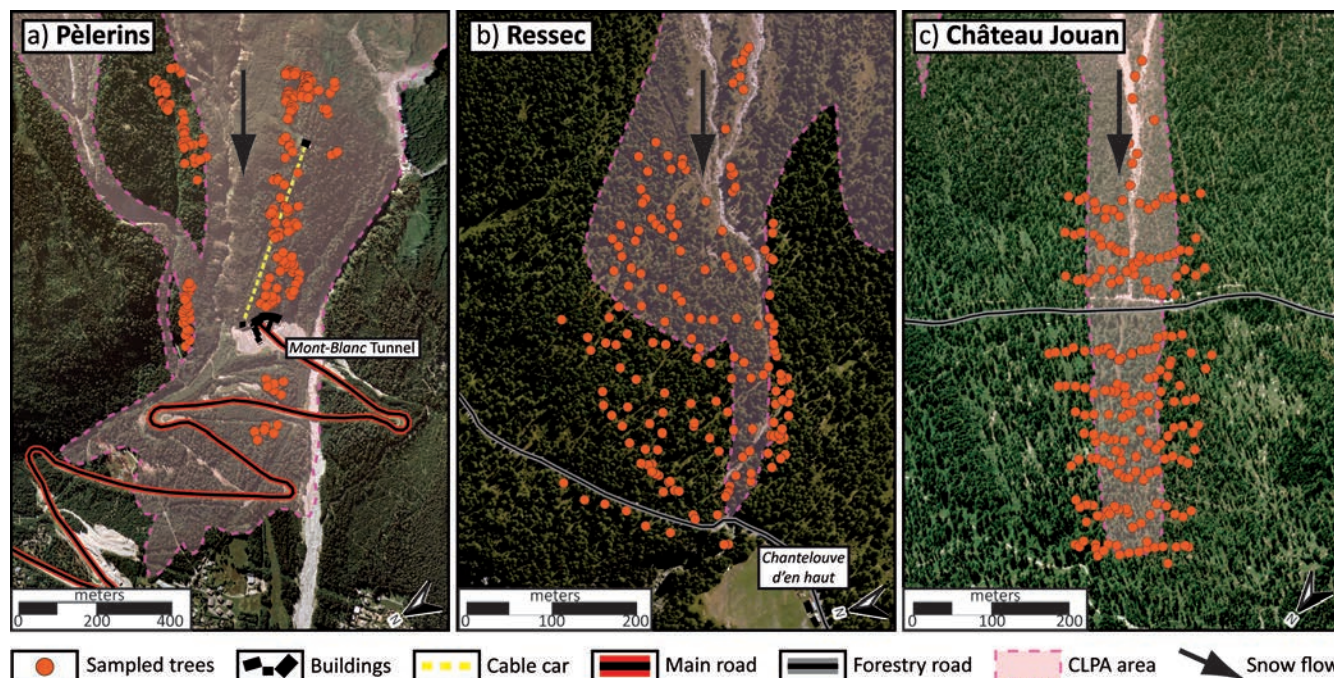 a) Pèlerins
b) Ressec
c) Château Jouan
Mont-Blanc Tunnel
Chantelouve
d'en haut
meters
0 200 400
N
meters
0 100 200
N
meters
0 100 200
N
Sampled trees Buildings Cable car Main road Forestry road CLPA area Snow flow